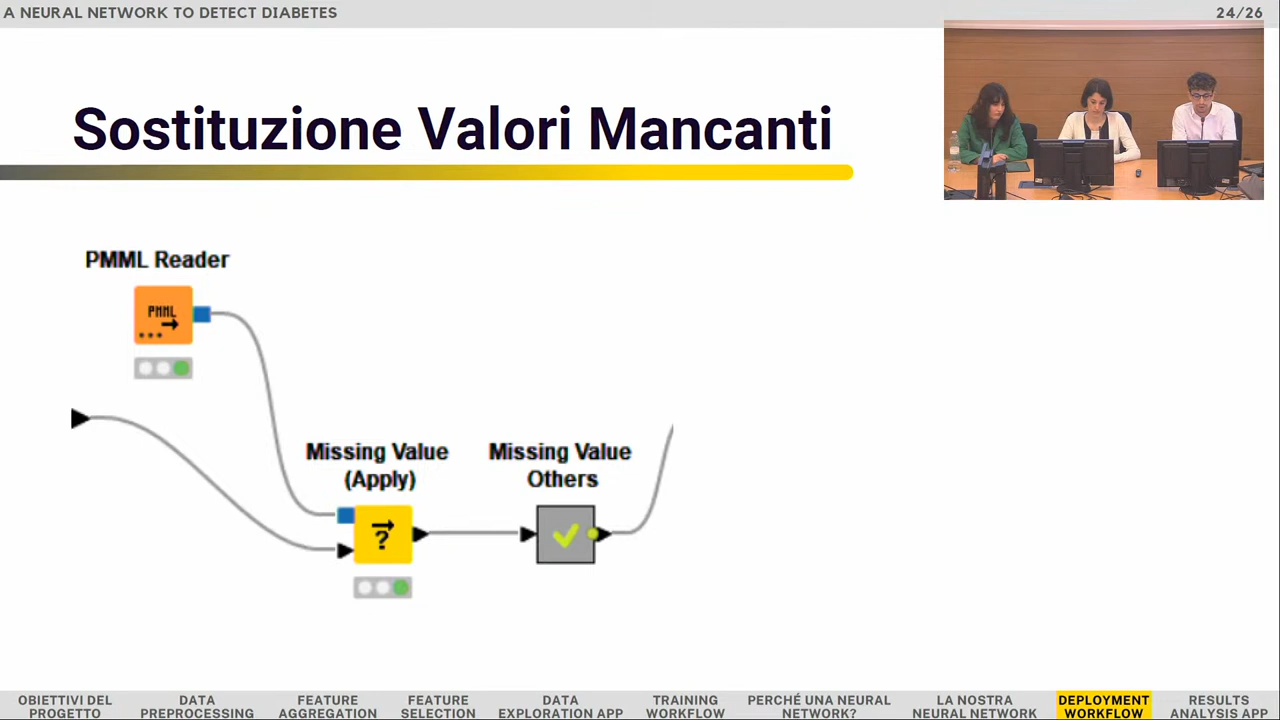 A NEURAL NETWORK TO DETECT DIABETES
24/26
Sostituzione Valori Mancanti
PMML Reader
PMML
Missing Value
(Apply)
?
Missing Value
Others
OBIETTIVI DEL
PROGETTO
DATA
PREPROCESSING
FEATURE
AGGREGATION
FEATURE
SELECTION
DATA
EXPLORATION APP
TRAINING
WORKFLOW
PERCHÉ UNA NEURAL
NETWORK?
LA NOSTRA
NEURAL NETWORK
DEPLOYMENT
WORKFLOW
RESULTS
ANALYSIS APP